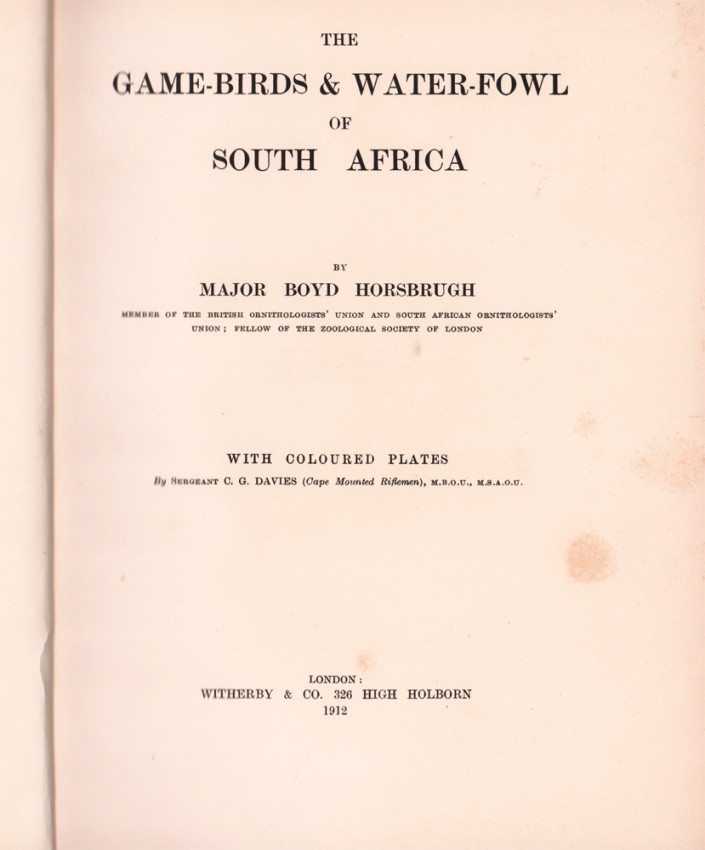 THE
GAME-BIRDS & WATER-FOWL
OF
SOUTH AFRICA
BY
MAJOR BOYD HORSBRUGH
MEMBER OF THE BRITISH ORNITHOLOGISTS' UNION AND SOUTH AFRICAN ORNITHOLOGISTS'
UNION; FELLOW OF THE ZOOLOGICAL SOCIETY OF LONDON
WITH COLOURED PLATES
By SERGEANT C. G. DAVIES (Cape Mounted Riflemen), M.B.O.U., M.S.A.O.U.
LONDON:
WITHERBY & CO. 326 HIGH HOLBORN
1912